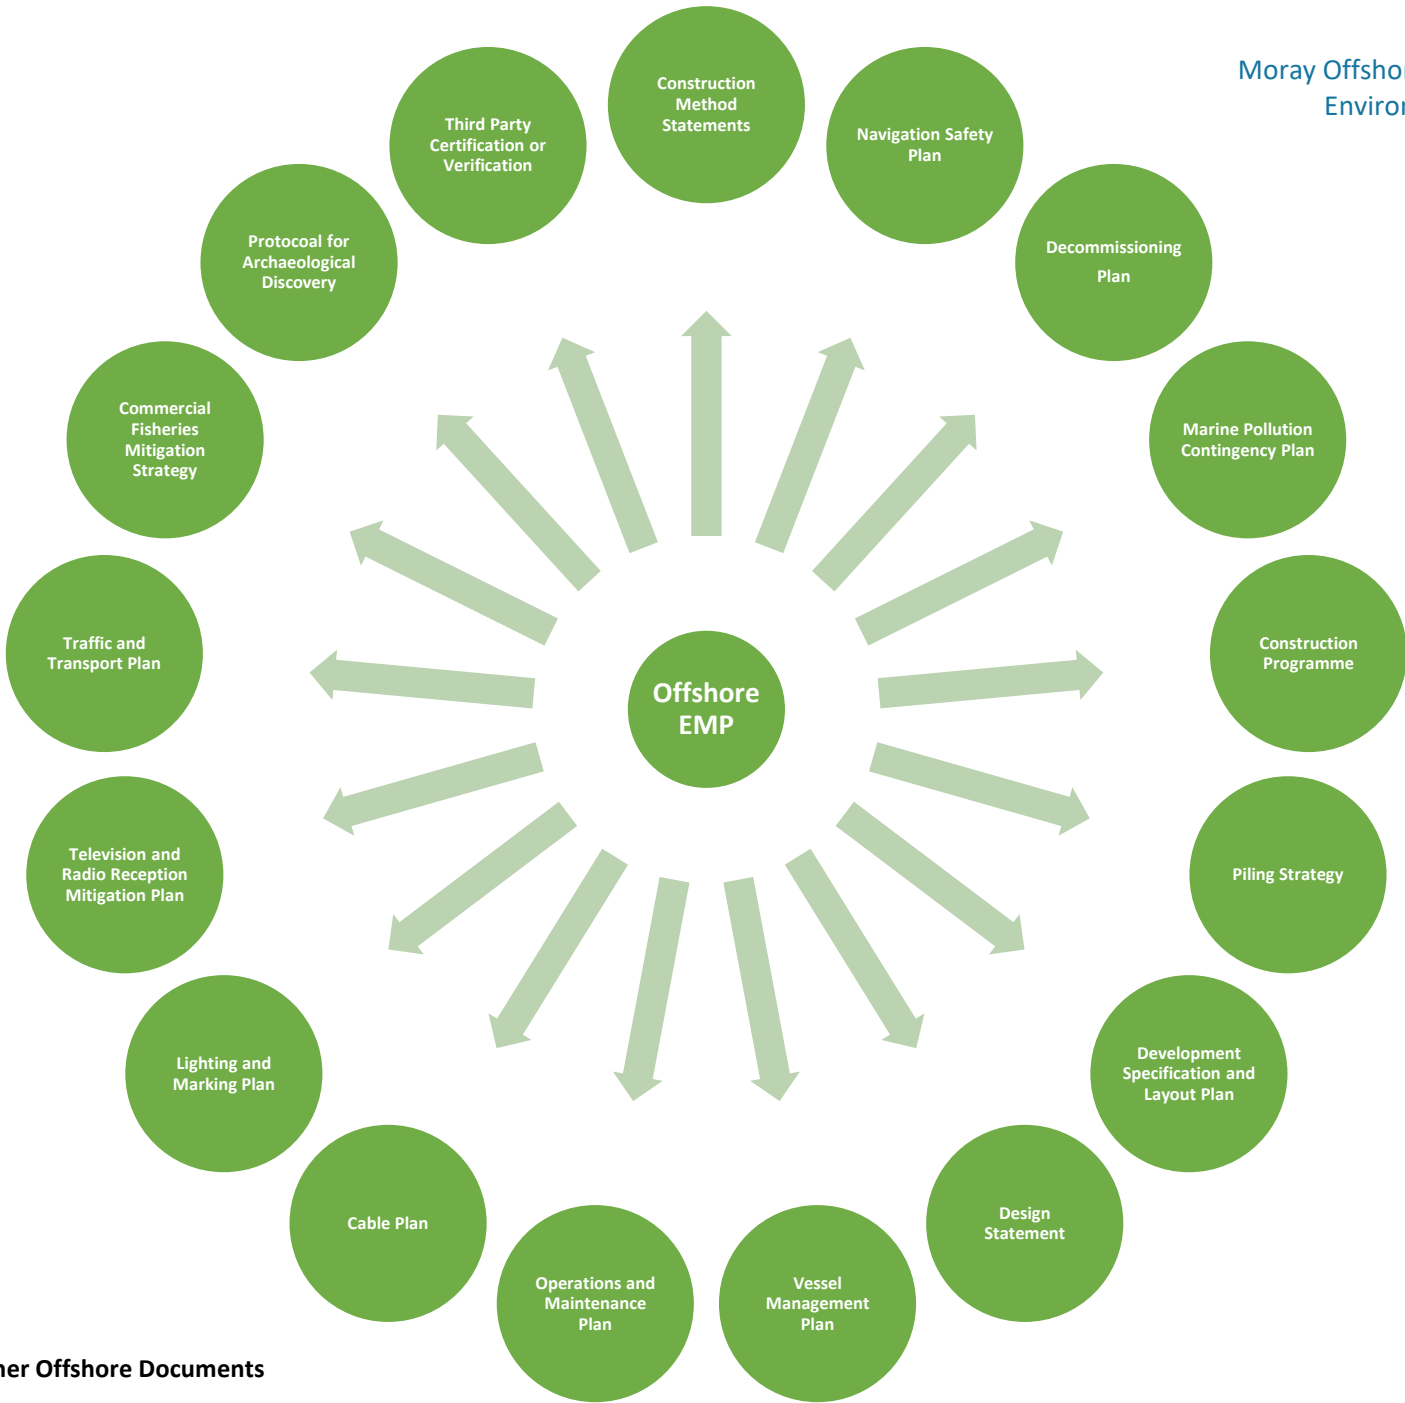 Moray Offshor
Environ
Construction
Method
Statements
Navigation Safety
Plan
Decommissioning
Plan
Marine Pollution
Contingency Plan
Construction
Programme
Piling Strategy
Development
Specification and
Layout Plan
Design
Statement
Vessel
Management
Plan
Operations and
Maintenance
Plan
Cable Plan
Lighting and
Marking Plan
Television and
Radio Reception
Mitigation Plan
Traffic and
Transport Plan
Commercial
Fisheries
Mitigation
Strategy
Protocoal for
Archaeological
Discovery
Third Party
Certification or
Verification
Offshore
EMP
ner Offshore Documents